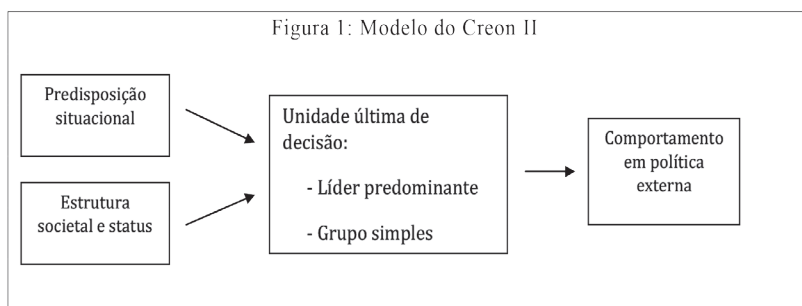 Figura 1: Modelo do Creon II
Predisposição
situacional
Estrutura
societal e status
Unidade última de
decisão:
- Líder predominante
- Grupo simples
Comportamento
em política
externa